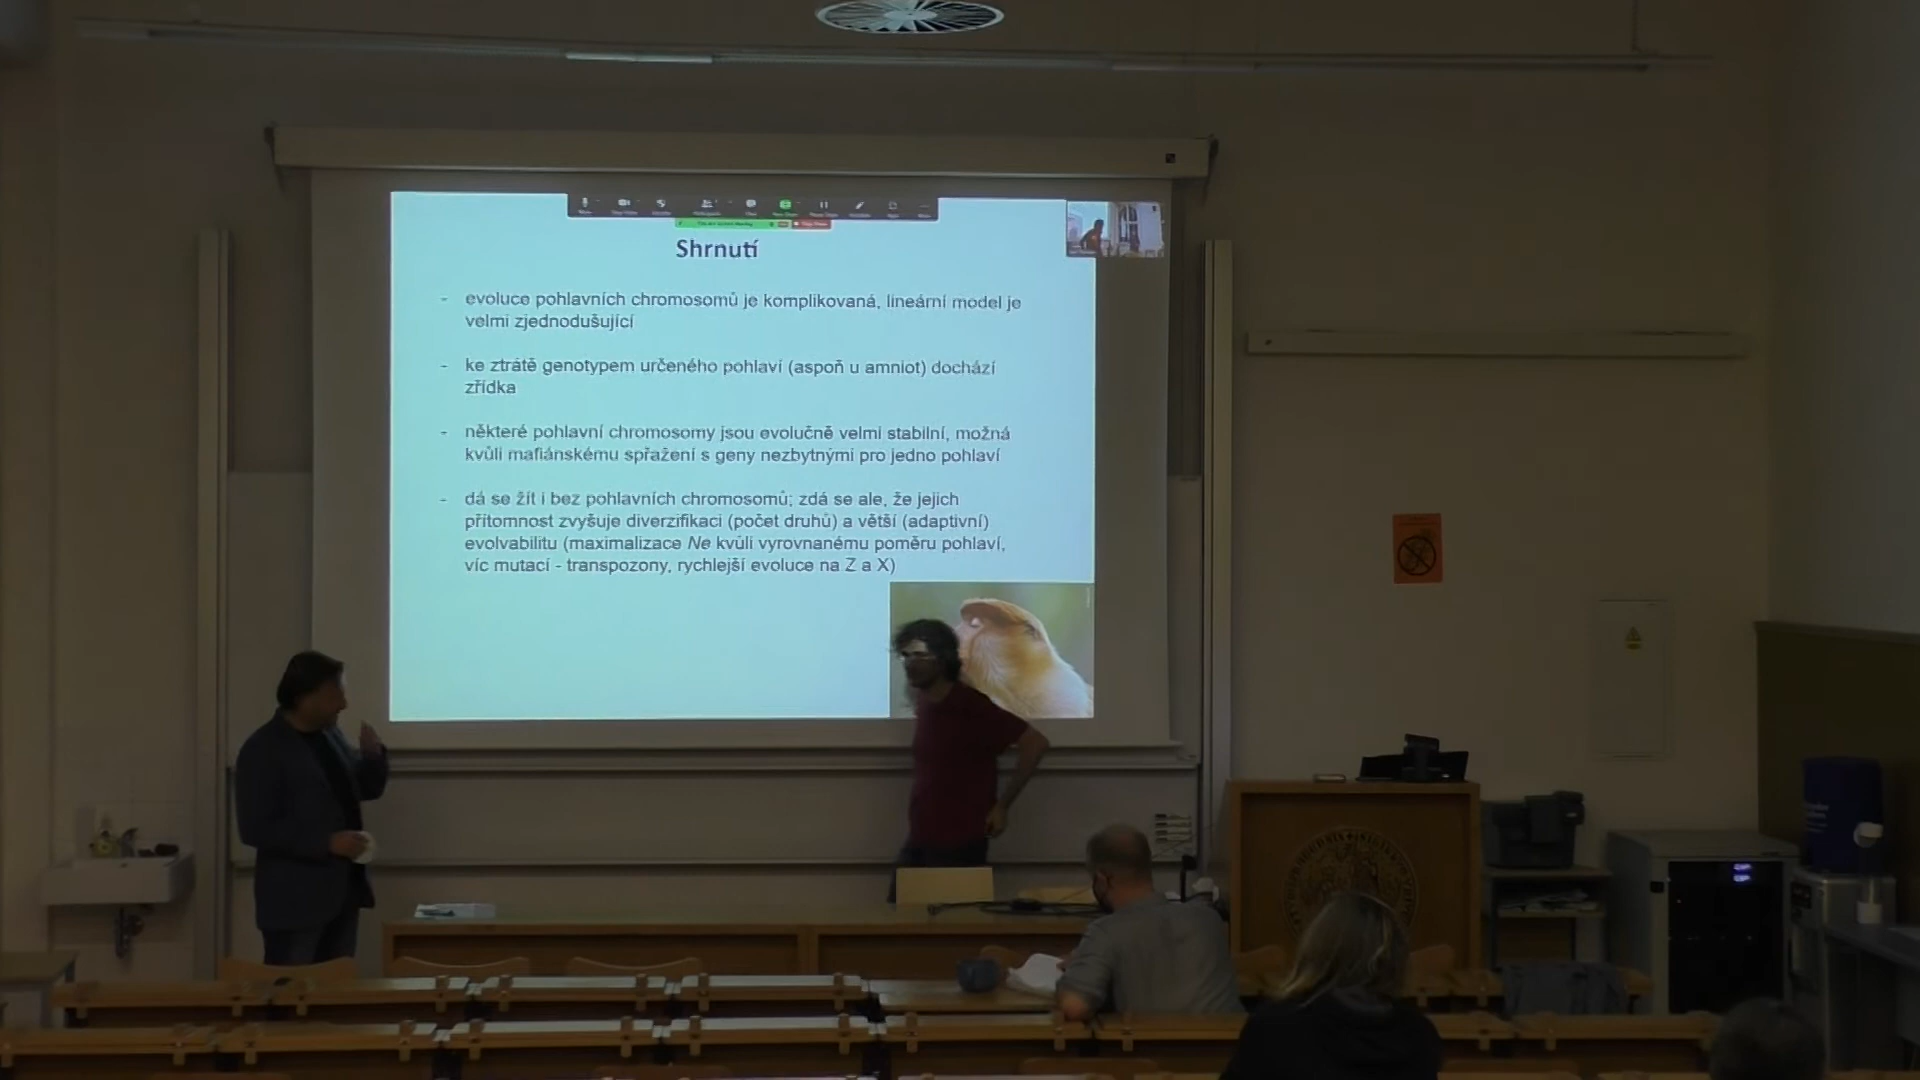 Shrnutí
- evoluce pohlavních chromosomů je komplikovaná, lineární model je
velmi zjednodušující
- ke ztrátě genotypem určeného pohlaví (aspoň u amniot) dochází
zřídka
- některé pohlavní chromosomy jsou evolučně velmi stabilní, možná
kvůli mafiánskému spřažení s geny nezbytnými pro jedno pohlaví
- dá se žít i bez pohlavních chromosomů; zdá se ale, že jejich
přítomnost zvyšuje diverzifikaci (počet druhů) a větší (adaptivní)
evolvabilitu (maximalizace Ne kvůli vyrovnanému poměru pohlaví,
víc mutací - transpozony, rychlejší evoluce na Z a X)